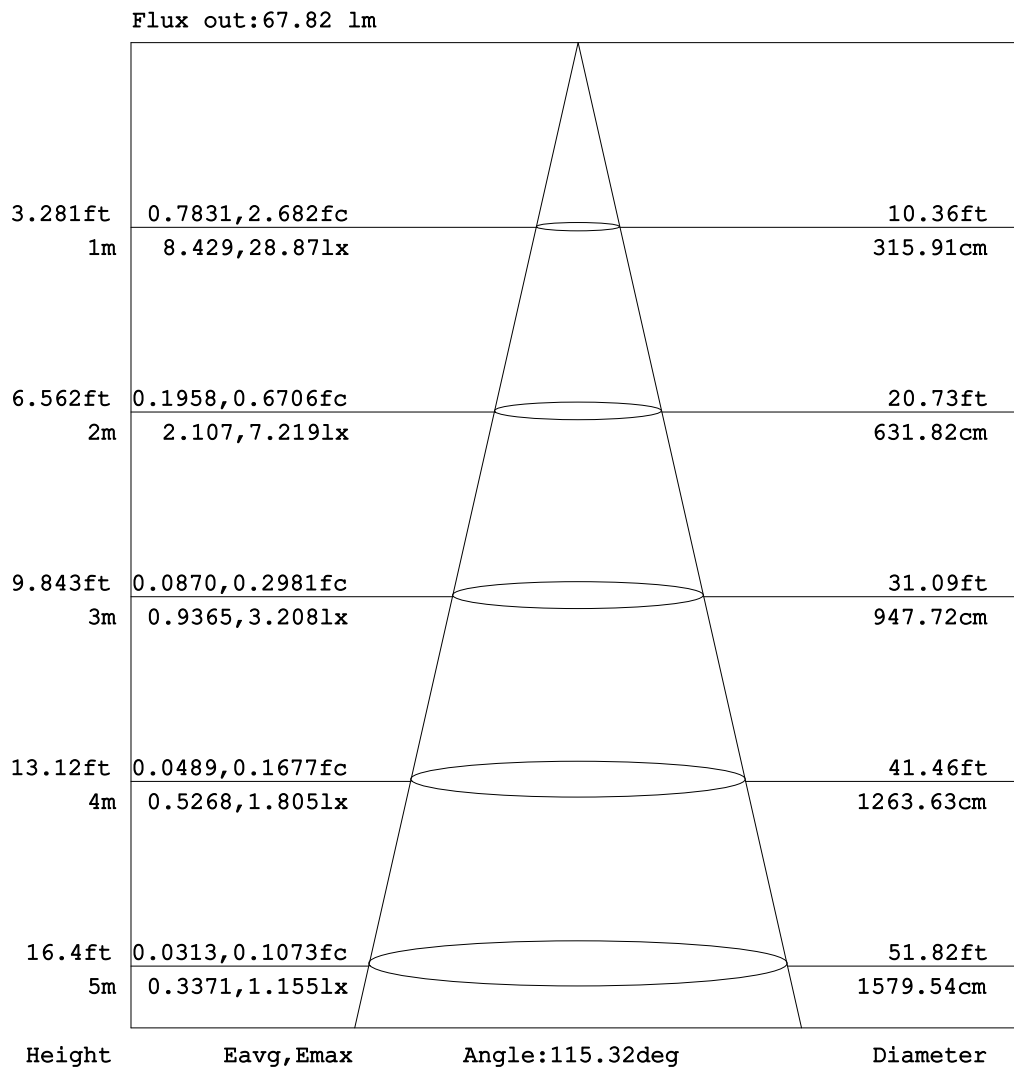 Flux out:67.82 lm
3.281ft 0.7831,2.682fc 10.36ft
1m 8.429,28.87lx 315.91cm
6.562ft 0.1958,0.6706fc 20.73ft
2m 2.107,7.219lx 631.82cm
9.843ft 0.0870,0.2981fc 31.09ft
3m 0.9365,3.208lx 947.72cm
13.12ft 0.0489,0.1677fc 41.46ft
4m 0.5268,1.805lx 1263.63cm
16.4ft 0.0313,0.1073fc 51.82ft
5m 0.3371,1.155lx 1579.54cm
Height Eavg,Emax Angle:115.32deg Diameter